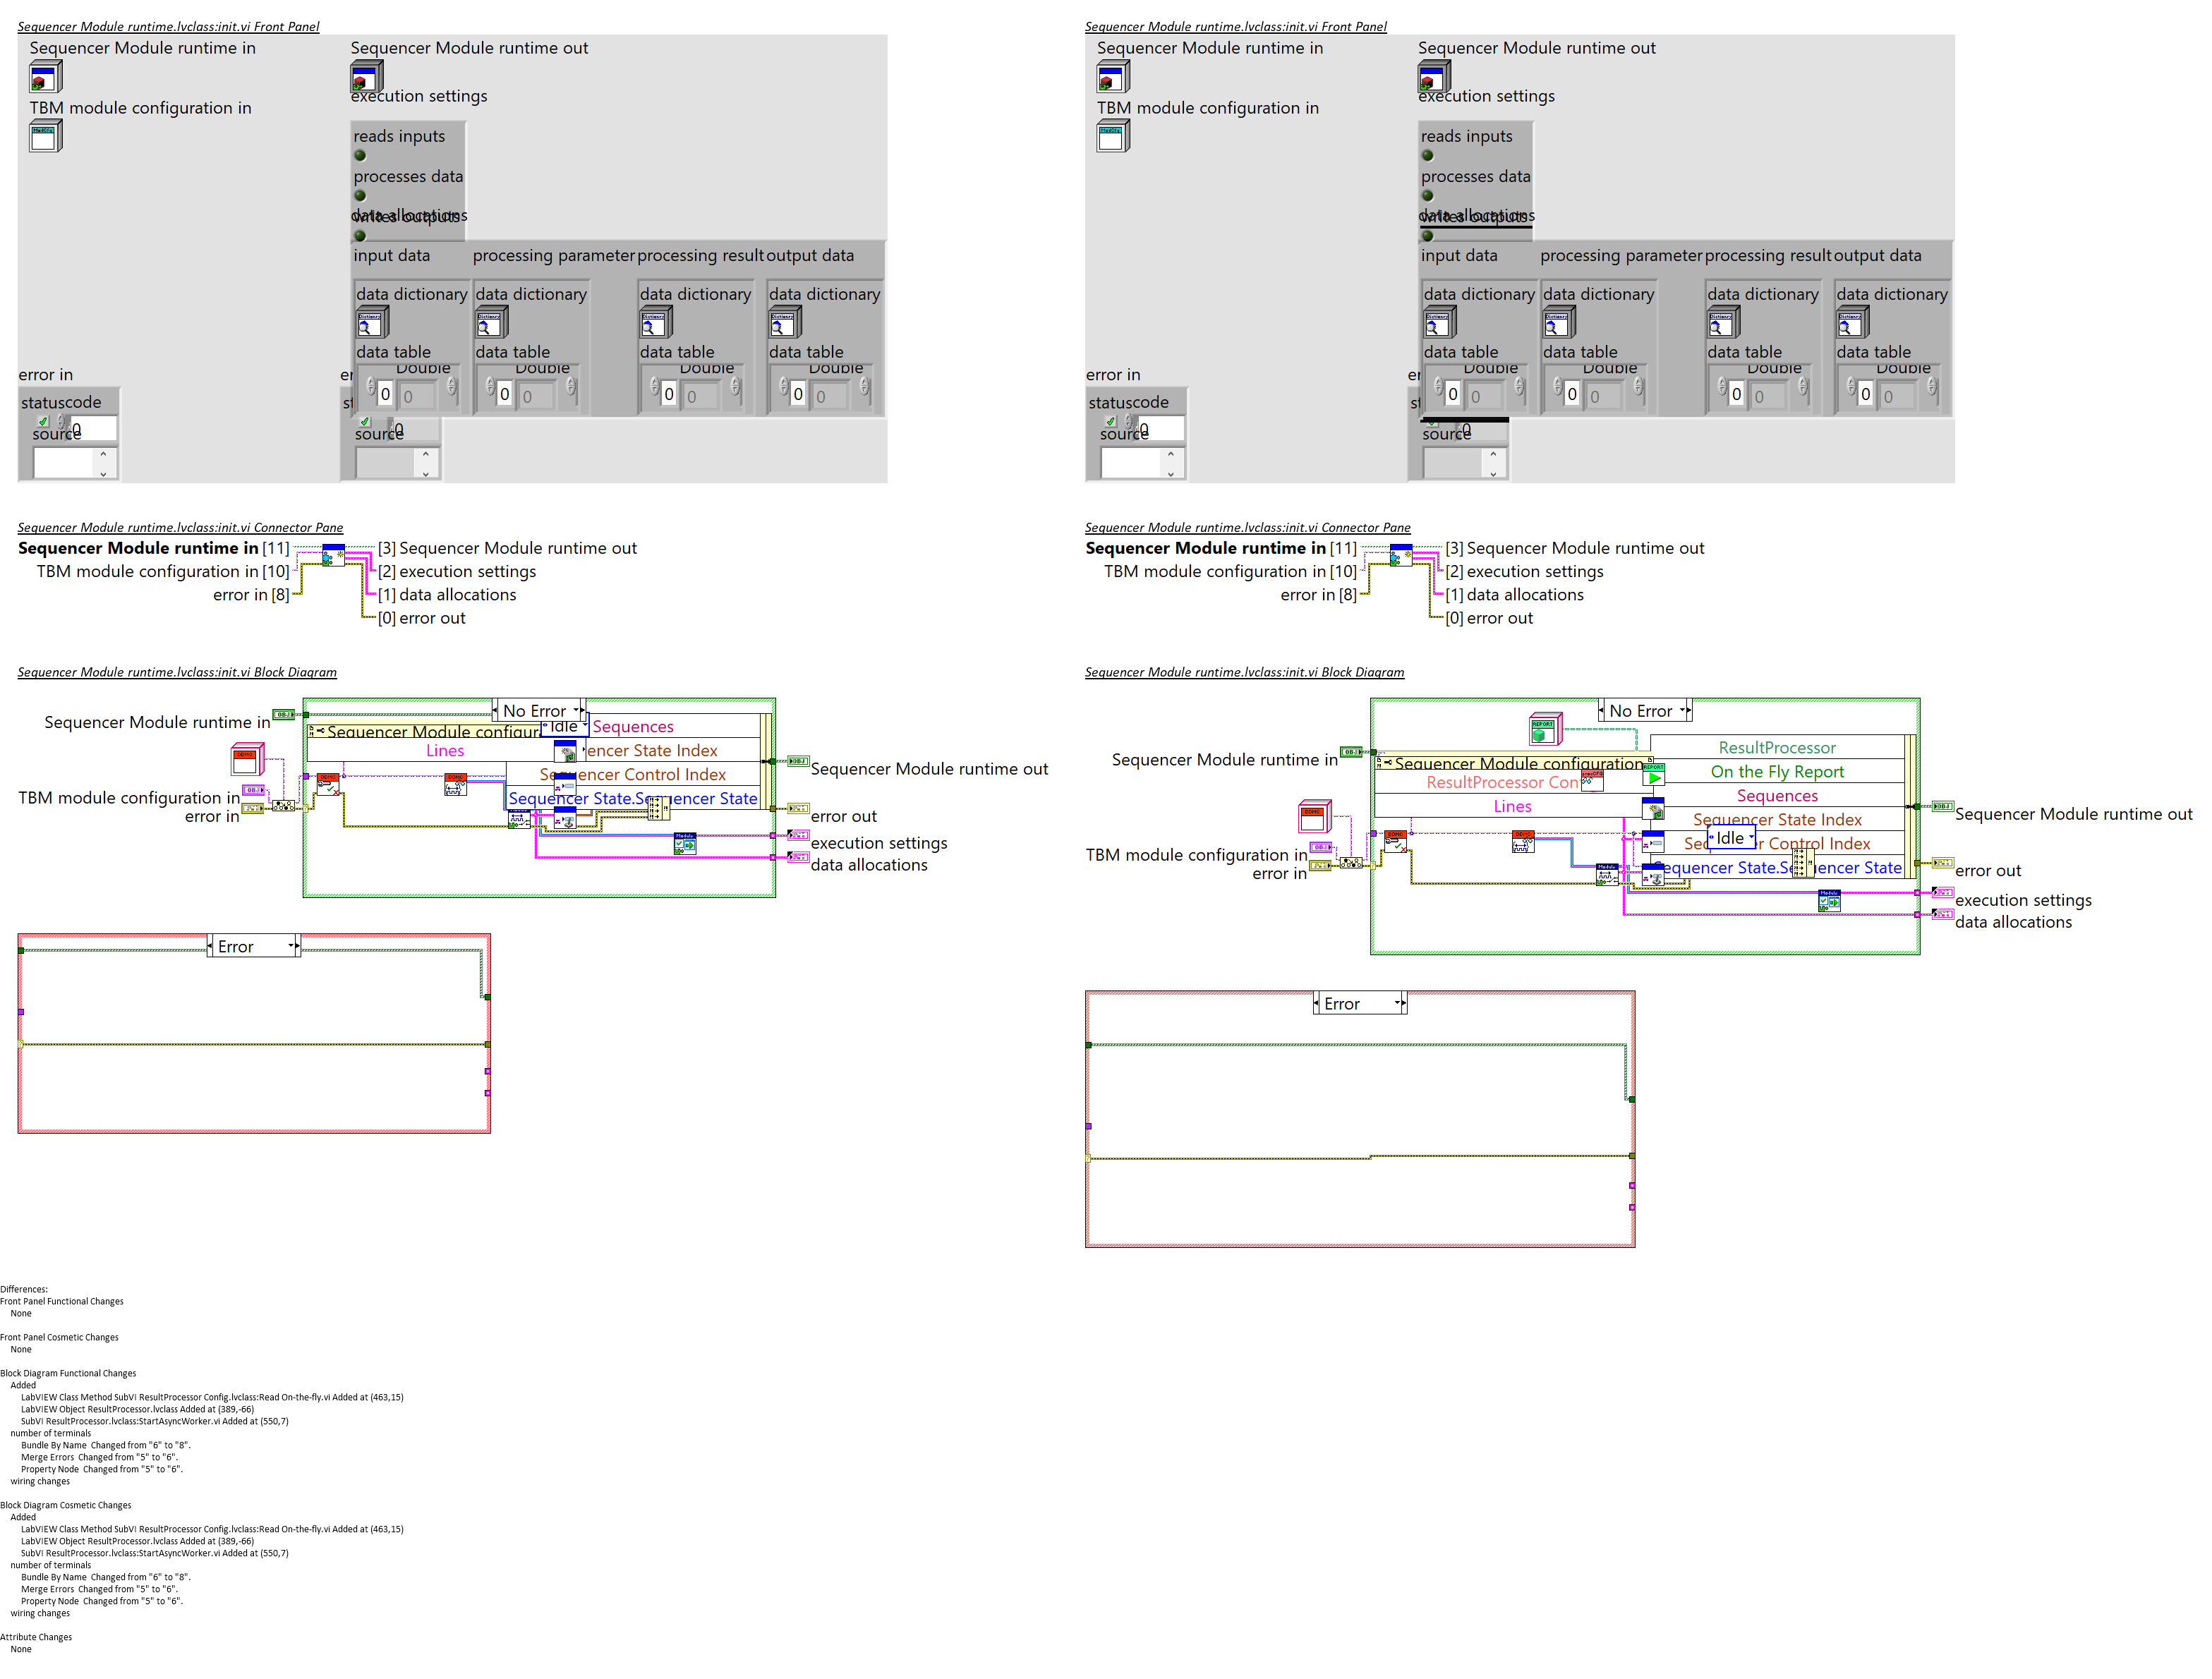 Sequencer Module runtime.lvclass:init.vi Front Panel
Sequencer Module runtime in
Sequencer Module runtime out
TBM module configuration in
execution settings
reads inputs
processes data
data allocations
writes outputs
input data
processing parameter
processing result
output data
data dictionary
data dictionary
data dictionary
data dictionary
data table
data table
data table
data table
Double
Double
Double
Double
0
0
0
0
0
0
0
0
error in
er
status
code
st
0
0
source
source
Sequencer Module runtime.lvclass:init.vi Connector Pane
Sequencer Module runtime in [11]
[3] Sequencer Module runtime out
TBM module configuration in [10]
[2] execution settings
error in [8]
[1] data allocations
[0] error out
Sequencer Module runtime.lvclass:init.vi Block Diagram
No Error
Sequencer Module runtime in
Idle
Sequences
Sequencer Module configur
Lines
encer State Index
Sequencer Control Index
Sequencer State.Sequencer State
Sequencer Module runtime out
TBM module configuration in
error in
error out
execution settings
data allocations
Error
Sequencer Module runtime.lvclass:init.vi Front Panel
Sequencer Module runtime in
Sequencer Module runtime out
TBM module configuration in
execution settings
reads inputs
processes data
data allocations
writes outputs
input data
processing parameter
processing result
output data
data dictionary
data dictionary
data dictionary
data dictionary
data table
data table
data table
data table
Double
Double
Double
Double
0
0
0
0
0
0
0
0
error in
er
status
code
st
0
0
source
source
Sequencer Module runtime.lvclass:init.vi Connector Pane
Sequencer Module runtime in [11]
[3] Sequencer Module runtime out
TBM module configuration in [10]
[2] execution settings
error in [8]
[1] data allocations
[0] error out
Sequencer Module runtime.lvclass:init.vi Block Diagram
No Error
REPORT
ResultProcessor
Sequencer Module runtime in
Sequencer Module configuration
On the Fly Report
ResultProcessor Con
Sequences
Lines
Sequencer State Index
Idle
Sequencer Control Index
Sequencer State.Sequencer State
Sequencer Module runtime out
TBM module configuration in
error in
error out
execution settings
data allocations
Error
Differences:
Front Panel Functional Changes
None
Front Panel Cosmetic Changes
None
Block Diagram Functional Changes
Added
LabVIEW Class Method SubVI ResultProcessor Config.lvclass:Read On-the-fly.vi Added at (463,15)
LabVIEW Object ResultProcessor.lvclass Added at (389,-66)
SubVI ResultProcessor.lvclass:StartAsyncWorker.vi Added at (550,7)
number of terminals
Bundle By Name  Changed from "6" to "8".
Merge Errors  Changed from "5" to "6".
Property Node  Changed from "5" to "6".
wiring changes
Block Diagram Cosmetic Changes
Added
LabVIEW Class Method SubVI ResultProcessor Config.lvclass:Read On-the-fly.vi Added at (463,15)
LabVIEW Object ResultProcessor.lvclass Added at (389,-66)
SubVI ResultProcessor.lvclass:StartAsyncWorker.vi Added at (550,7)
number of terminals
Bundle By Name  Changed from "6" to "8".
Merge Errors  Changed from "5" to "6".
Property Node  Changed from "5" to "6".
wiring changes
Attribute Changes
None